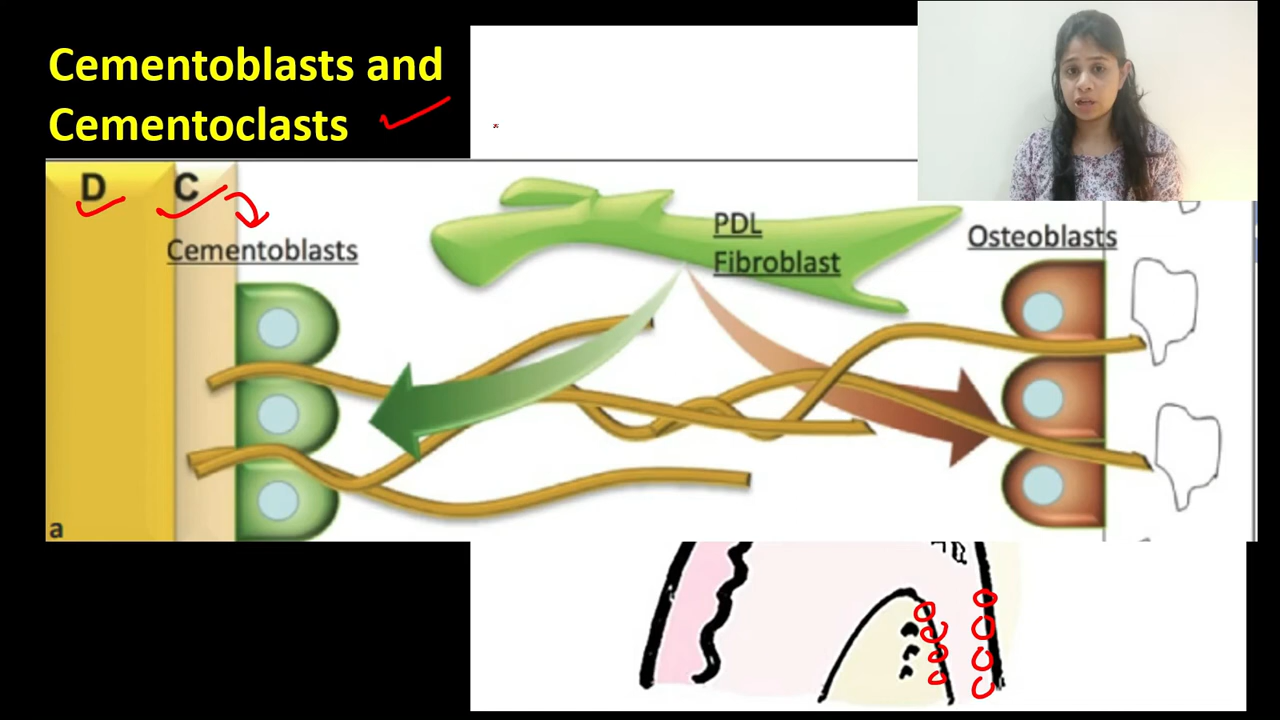 Cementoblasts and
Cementoclasts
D
C
Cementoblasts
PDL
Fibroblast
Osteoblasts
a